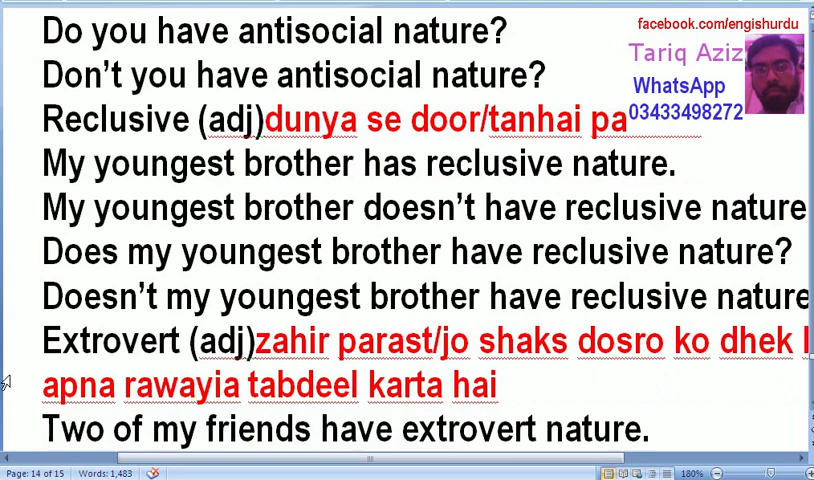 Do you have antisocial nature?
Don't you have antisocial nature?
Reclusive (adj)dunya se door/tanhai pa
My youngest brother has reclusive nature.
My youngest brother doesn't have reclusive nature
Does my youngest brother have reclusive nature?
Doesn't my youngest brother have reclusive nature
Extrovert (adj)zahir parast/jo shaks dosro ko dhek
apna rawayia tabdeel karta hai
Two of my friends have extrovert nature.
facebook.com/engishurdu
Tariq Aziz
WhatsApp
03433498272
Page: 14 of 15 Words: 1,483 180%